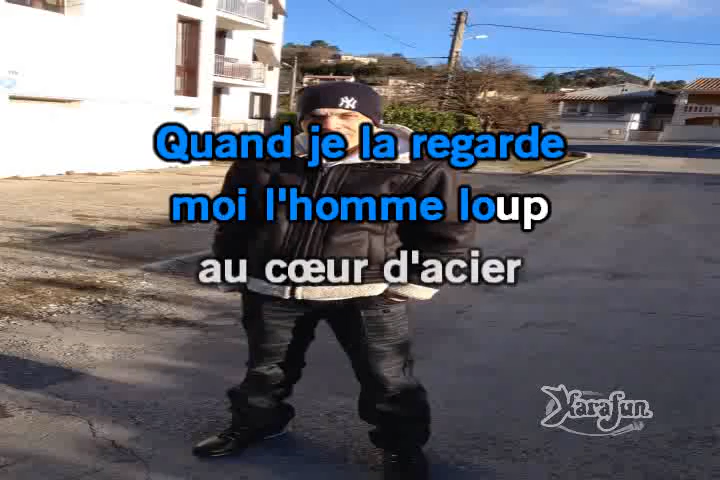 NY
Quand je la regarde
moi l'homme loup
au cœur d'acier
Karafun